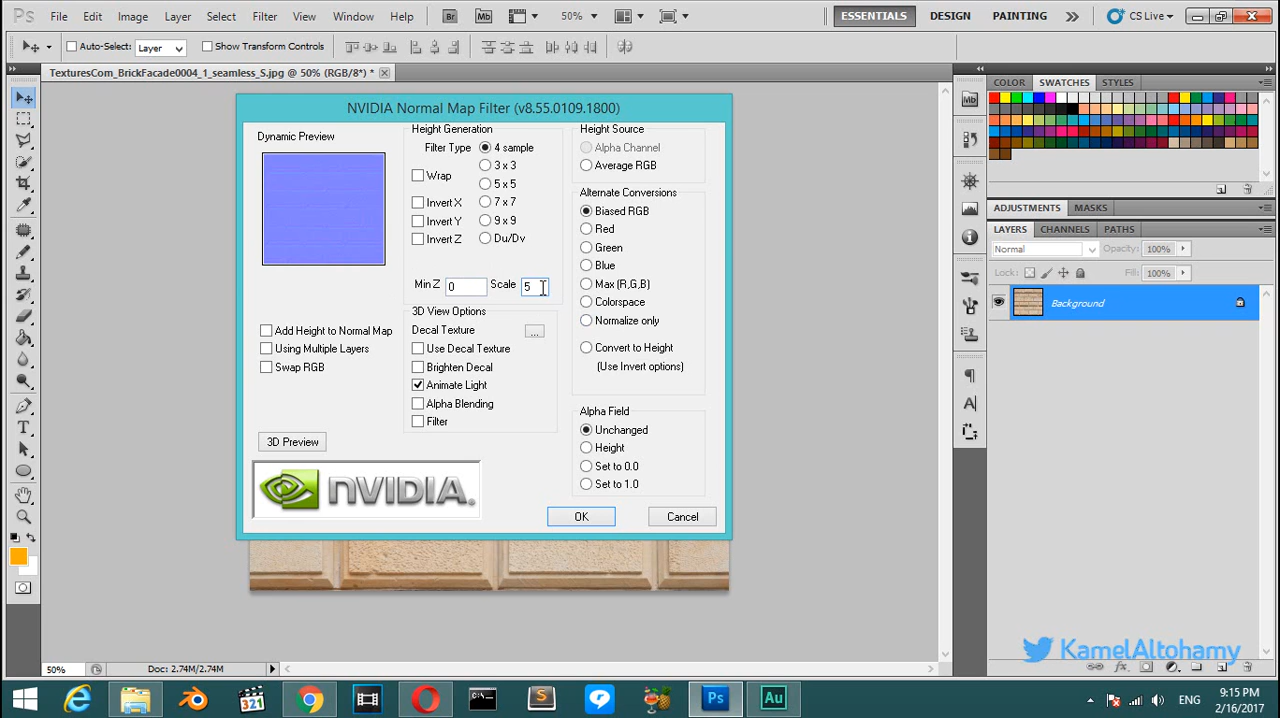 Ps File Edit Image Layer Select Filter View Window Help Br Mb 50% ESSENTIALS DESIGN PAINTING CS Live
Auto-Select: Layer Show Transform Controls
TexturesCom_BrickFacade0004_1_seamless_S.jpg @ 50% (RGB/8*) *
NVIDIA Normal Map Filter (v8.55.0109.1800)
Dynamic Preview
Height Generation
Filter Type 4 sample
3 x 3
Wrap
5 x 5
Invert X 7 x 7
Invert Y 9 x 9
Invert Z Du/Dv
Min Z 0 Scale 5
3D View Options
Decal Texture ...
Use Decal Texture
Brighten Decal
Animate Light
Alpha Blending
Filter
Add Height to Normal Map
Using Multiple Layers
Swap RGB
3D Preview
NVIDIA.
Height Source
Alpha Channel
Average RGB
Alternate Conversions
Biased RGB
Red
Green
Blue
Max (R,G,B)
Colorspace
Normalize only
Convert to Height
(Use Invert options)
Alpha Field
Unchanged
Height
Set to 0.0
Set to 1.0
OK Cancel
Mb
COLOR SWATCHES STYLES
ADJUSTMENTS MASKS
LAYERS CHANNELS PATHS
Normal Opacity: 100%
Lock: Fill: 100%
Background
KamelAltohamy
50% Doc: 2.74M/2.74M
321 Ps Au
ENG
9:15 PM
2/16/2017